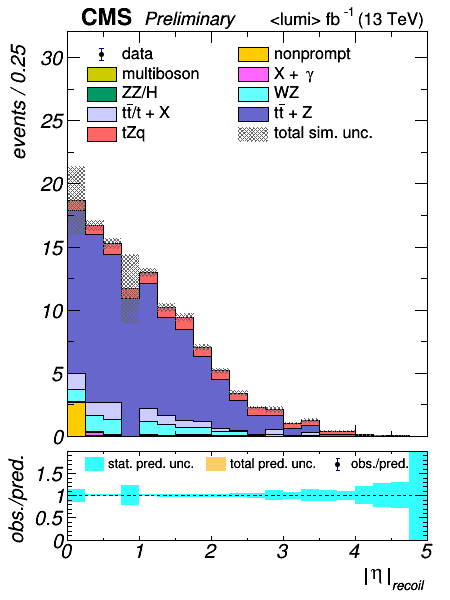 CMS Preliminary <lumi> fb⁻¹ (13 TeV)
events / 0.25
30
25
20
15
10
5
0
data
nonprompt
multiboson
X + γ
ZZ/H
WZ
tt̄/t + X
tt̄ + Z
tZ̄q
total sim. unc.
obs./pred.
1.5
1
0.5
0
stat. pred. unc.
total pred. unc.
obs./pred.
0 1 2 3 4 5
|η|recoil